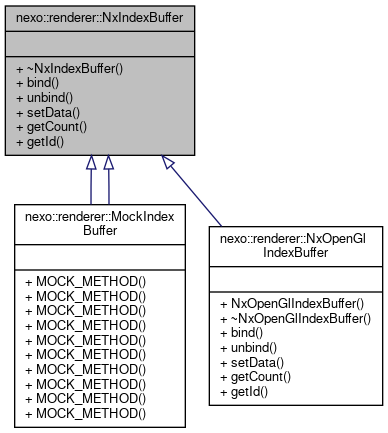 nexo::renderer::NxIndexBuffer
+ ~NxIndexBuffer()
+ bind()
+ unbind()
+ setData()
+ getCount()
+ getId()
nexo::renderer::MockIndex
Buffer
+ MOCK_METHOD()
+ MOCK_METHOD()
+ MOCK_METHOD()
+ MOCK_METHOD()
+ MOCK_METHOD()
+ MOCK_METHOD()
+ MOCK_METHOD()
+ MOCK_METHOD()
+ MOCK_METHOD()
+ MOCK_METHOD()
nexo::renderer::NxOpenGl
IndexBuffer
+ NxOpenGlIndexBuffer()
+ ~NxOpenGlIndexBuffer()
+ bind()
+ unbind()
+ setData()
+ getCount()
+ getId()